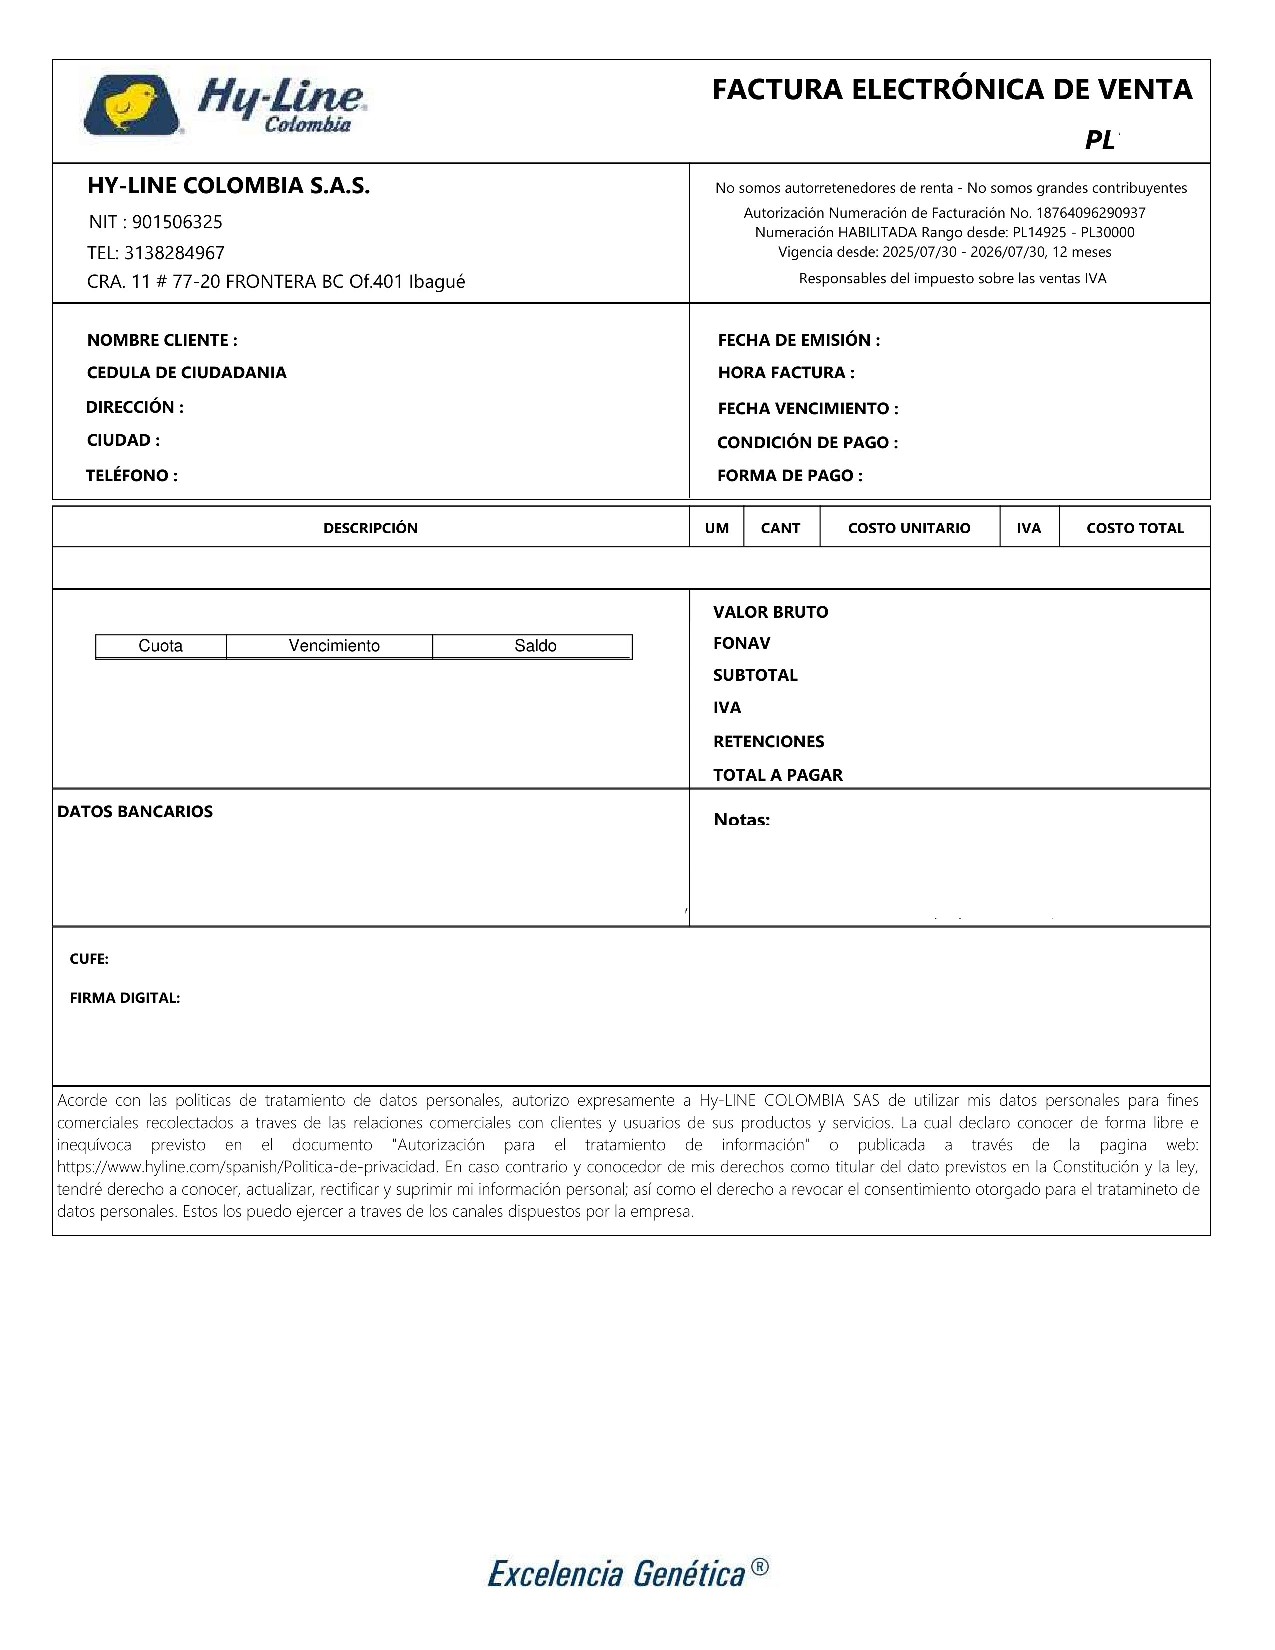 Hy-Line®
Colombia
FACTURA ELECTRÓNICA DE VENTA
PL
HY-LINE COLOMBIA S.A.S.
NIT : 901506325
TEL: 3138284967
CRA. 11 # 77-20 FRONTERA BC Of.401 Ibagué
No somos autorretenedores de renta - No somos grandes contribuyentes
Autorización Numeración de Facturación No. 18764096290937
Numeración HABILITADA Rango desde: PL14925 - PL30000
Vigencia desde: 2025/07/30 - 2026/07/30, 12 meses
Responsables del impuesto sobre las ventas IVA
NOMBRE CLIENTE :
CEDULA DE CIUDADANIA
DIRECCIÓN :
CIUDAD :
TELÉFONO :
FECHA DE EMISIÓN :
HORA FACTURA :
FECHA VENCIMIENTO :
CONDICIÓN DE PAGO :
FORMA DE PAGO :
DESCRIPCIÓN UM CANT COSTO UNITARIO IVA COSTO TOTAL
Cuota Vencimiento Saldo
VALOR BRUTO
FONAV
SUBTOTAL
IVA
RETENCIONES
TOTAL A PAGAR
DATOS BANCARIOS
Notas:
CUFE:
FIRMA DIGITAL:
Acorde con las politicas de tratamiento de datos personales, autorizo expresamente a Hy-LINE COLOMBIA SAS de utilizar mis datos personales para fines
comerciales recolectados a traves de las relaciones comerciales con clientes y usuarios de sus productos y servicios. La cual declaro conocer de forma libre e
inequívoca previsto en el documento "Autorización para el tratamiento de información" o publicada a través de la pagina web:
https://www.hyline.com/spanish/Politica-de-privacidad. En caso contrario y conocedor de mis derechos como titular del dato previstos en la Constitución y la ley,
tendré derecho a conocer, actualizar, rectificar y suprimir mi información personal; así como el derecho a revocar el consentimiento otorgado para el tratamineto de
datos personales. Estos los puedo ejercer a traves de los canales dispuestos por la empresa.
Excelencia Genética®